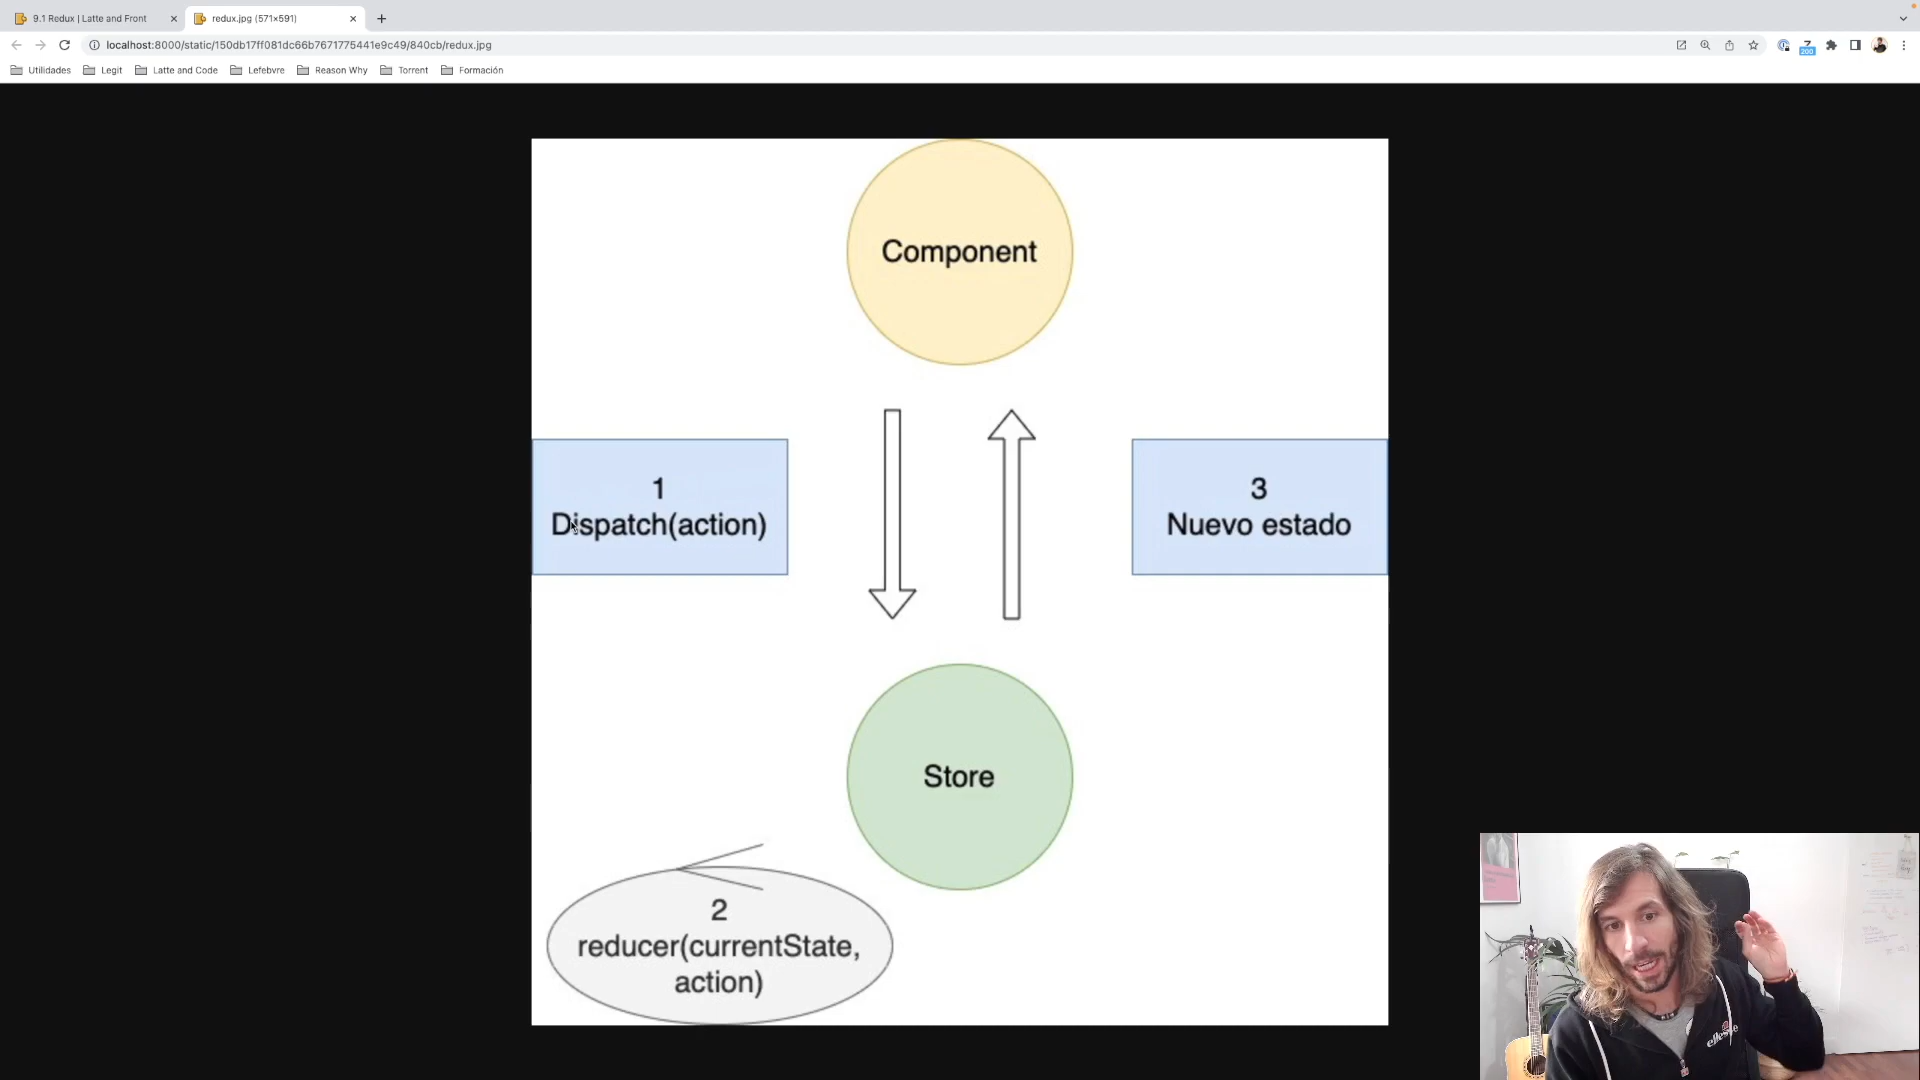 9.1 Redux | Latte and Front
redux.jpg (571×591)
localhost:8000/static/150db17ff081dc66b7671775441e9c49/840cb/redux.jpg
200
Utilidades
Legit
Latte and Code
Lefebvre
Reason Why
Torrent
Formación
Component
1
Dispatch(action)
3
Nuevo estado
Store
2
reducer(currentState,
action)
ellesse